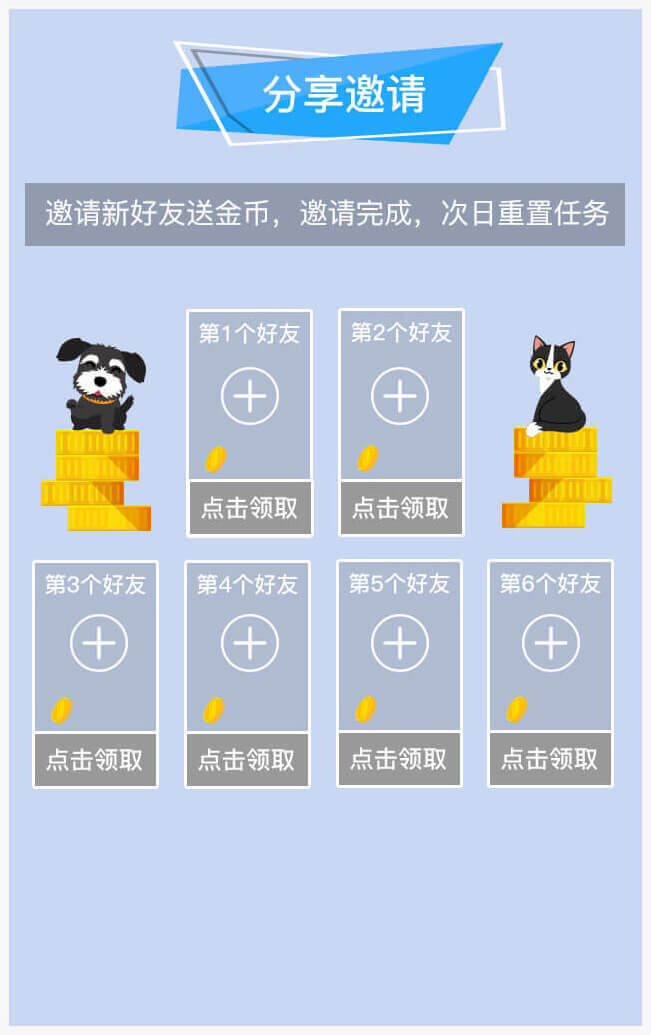 分享邀请
邀请新好友送金币，邀请完成，次日重置任务
第1个好友
点击领取
第2个好友
点击领取
第3个好友
点击领取
第4个好友
点击领取
第5个好友
点击领取
第6个好友
点击领取